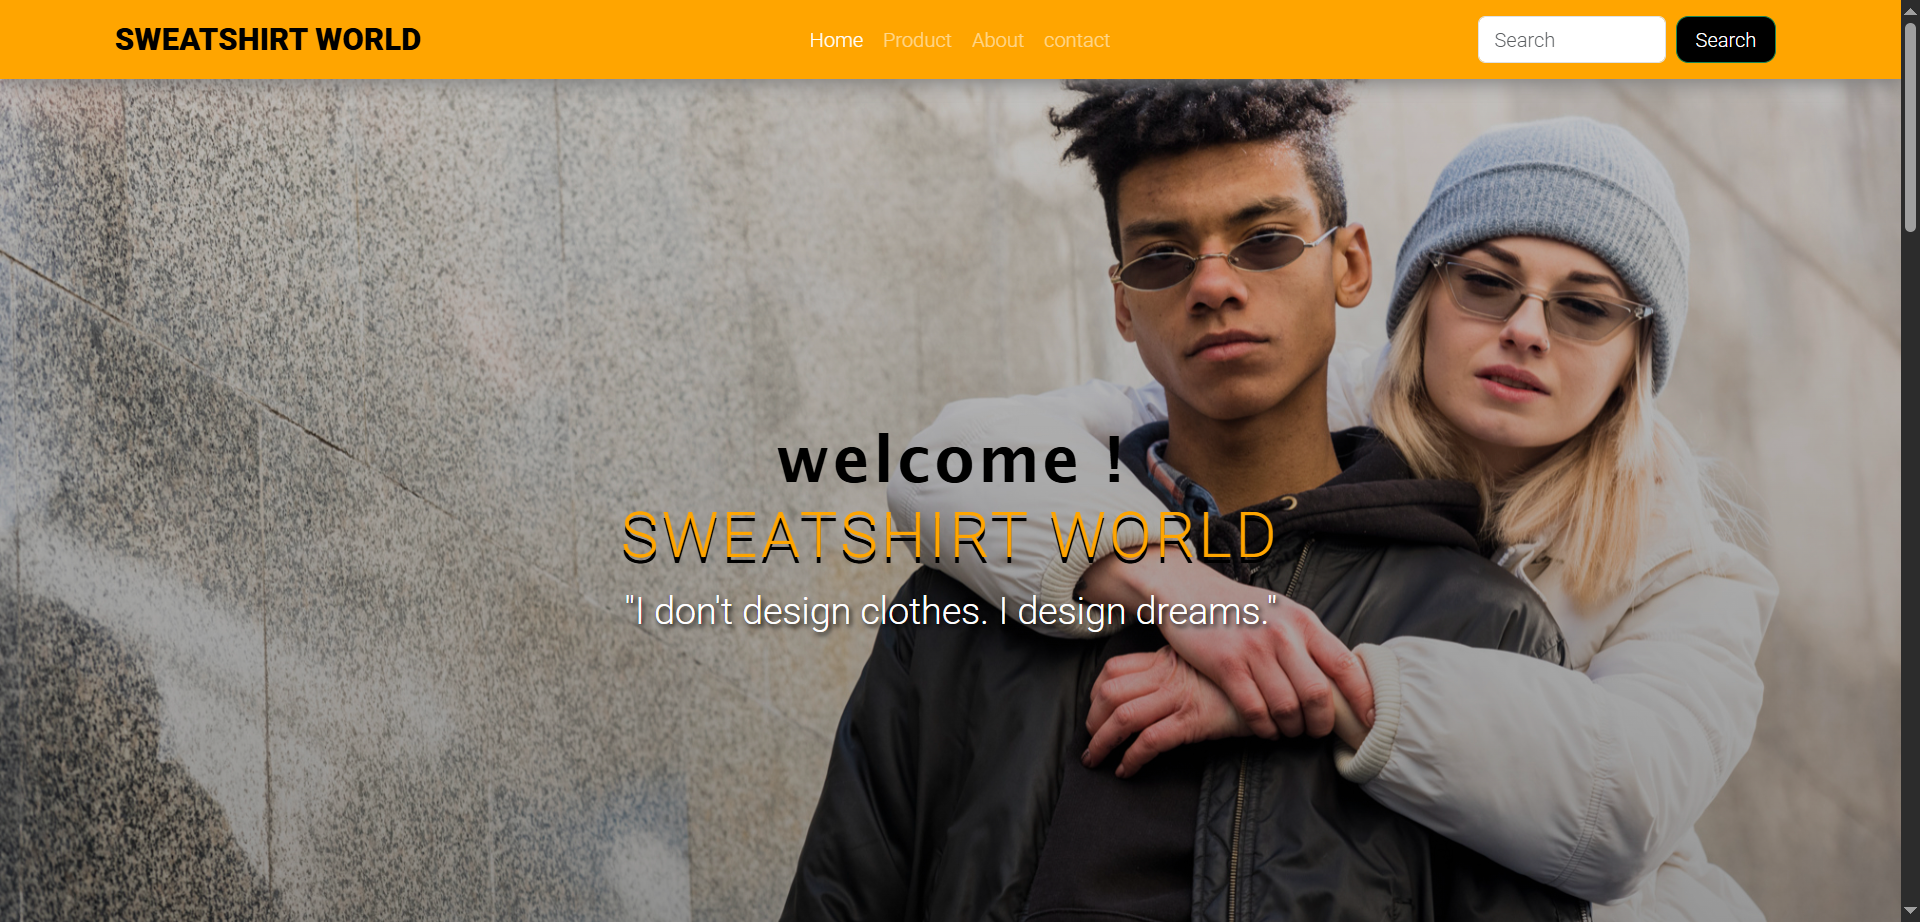 SWEATSHIRT WORLD
Home Product About contact
Search Search
welcome !
SWEATSHIRT WORLD
"I don't design clothes. I design dreams."